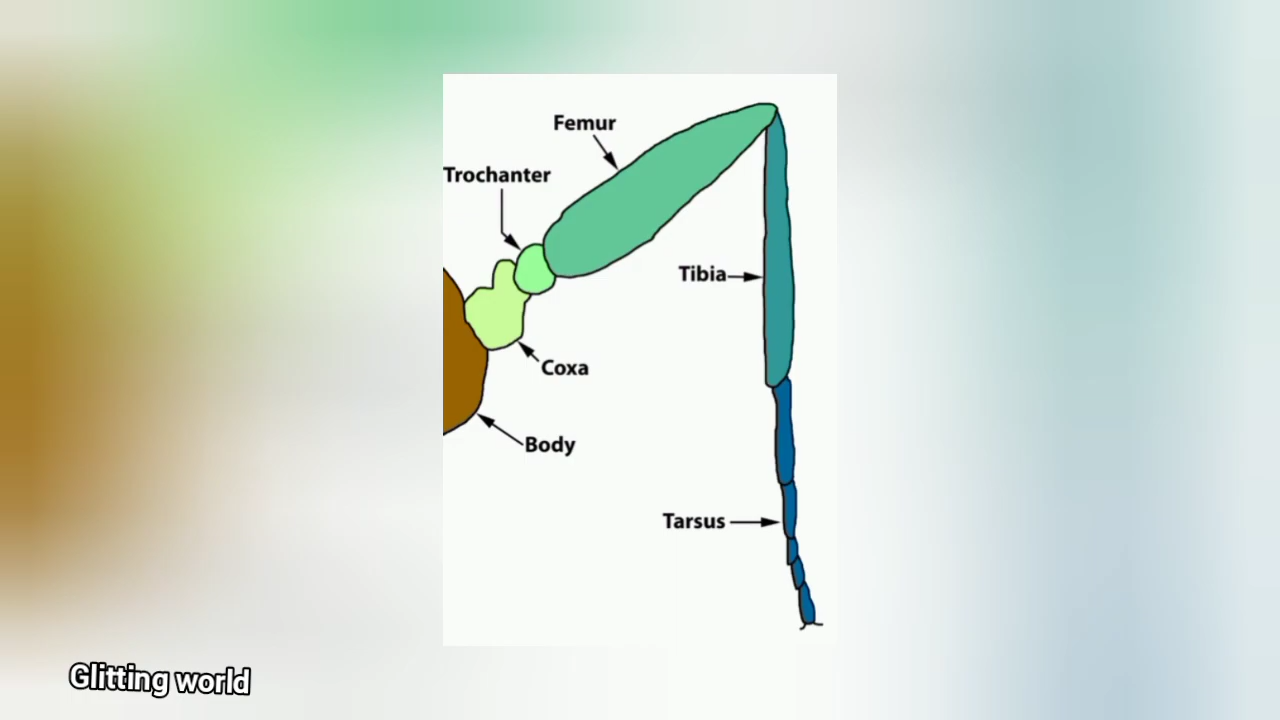 Femur
Trochanter
Tibia
Coxa
Body
Tarsus
Glitting world